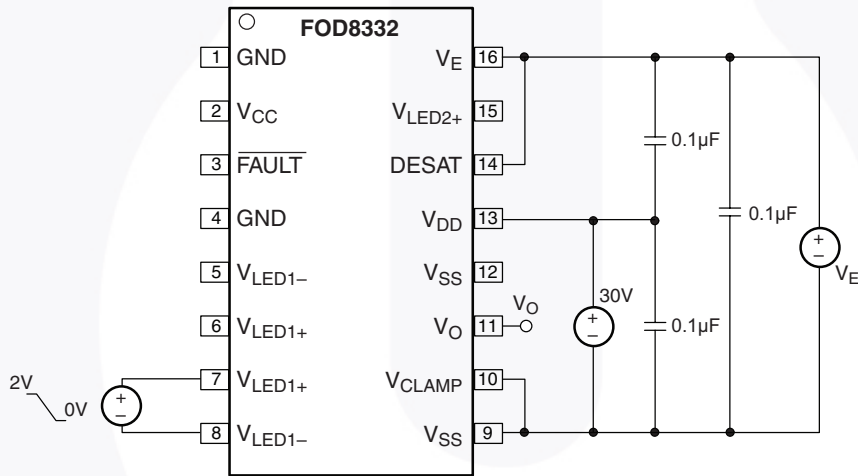 FOD8332
1 GND
2 VCC
3 FAULT
4 GND
5 VLED1–
6 VLED1+
7 VLED1+
8 VLED1–
VE 16
VLED2+ 15
DESAT 14
VDD 13
VSS 12
VO 11
VCLAMP 10
VSS 9
2V
0V
+
–
VO
30V
+
–
0.1µF
0.1µF
0.1µF
+
–
VE